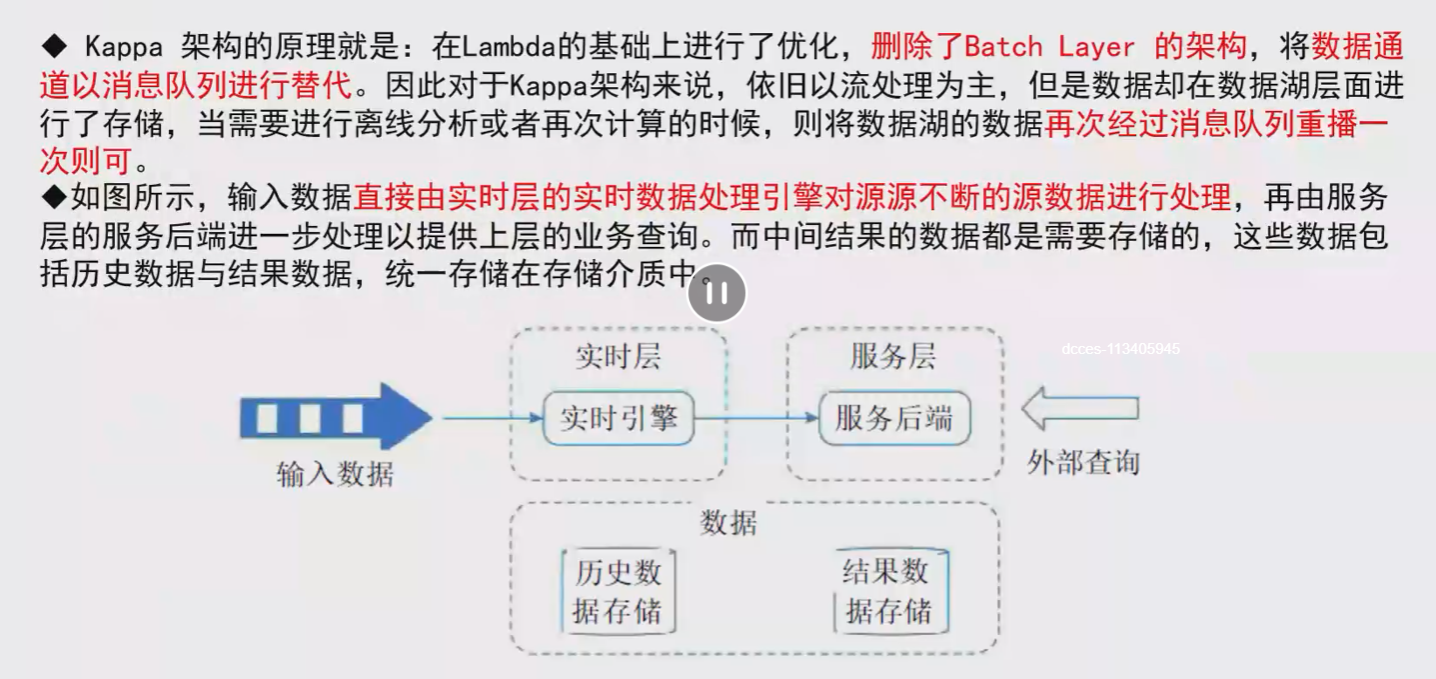 ◆ Kappa 架构的原理就是：在Lambda的基础上进行了优化，删除了Batch Layer 的架构，将数据通
道以消息队列进行替代。因此对于Kappa架构来说，依旧以流处理为主，但是数据却在数据湖层面进
行了存储，当需要进行离线分析或者再次计算的时候，则将数据湖的数据再次经过消息队列重播一
次则可。
◆如图所示，输入数据直接由实时层的实时数据处理引擎对源源不断的源数据进行处理，再由服务
层的服务后端进一步处理以提供上层的业务查询。而中间结果的数据都是需要存储的，这些数据包
括历史数据与结果数据，统一存储在存储介质中。
实时层
服务层
dcces-113405945
实时引擎
服务后端
输入数据
外部查询
数据
历史数
据存储
结果数
据存储